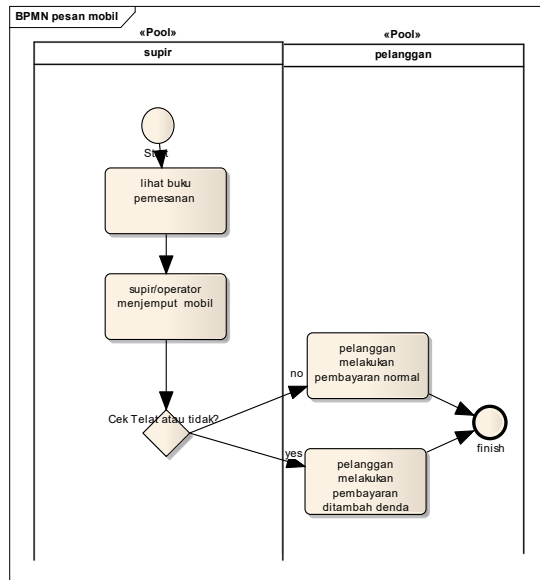 BPMN pesan mobil
«Pool»
supir
«Pool»
pelanggan
Start
lihat buku
pemesanan
supir/operator
menjemput mobil
Cek Telat atau tidak?
no
pelanggan
melakukan
pembayaran normal
yes
pelanggan
melakukan
pembayaran
ditambah denda
finish